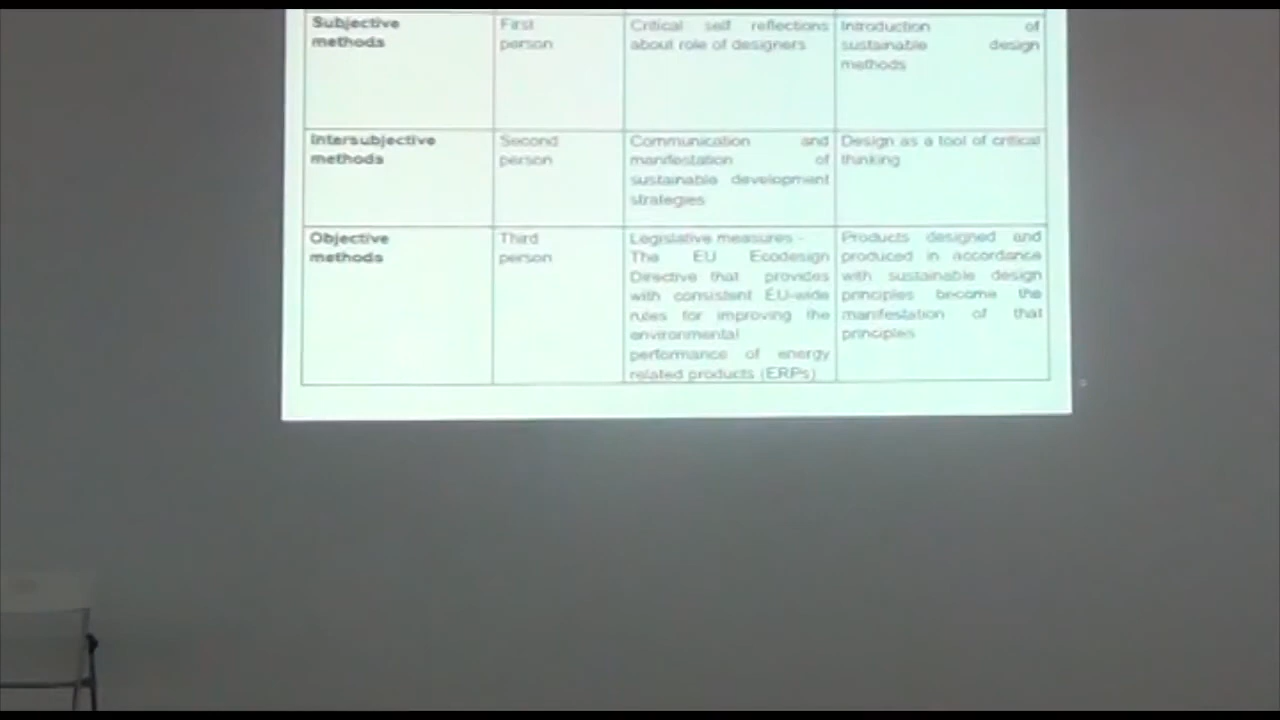 Subjective
methods
First
person
Critical self reflections
about role of designers
Introduction of
sustainable design
methods
Intersubjective
methods
Second
person
Communication and
manifestation of
sustainable development
strategies
Design as a tool of critical
thinking
Objective
methods
Third
person
Legislative measures -
The EU Ecodesign
Directive that provides
with consistent EU-wide
rules for improving the
environmental
performance of energy
related products (ERPs)
Products designed and
produced in accordance
with sustainable design
principles become the
manifestation of that
principles